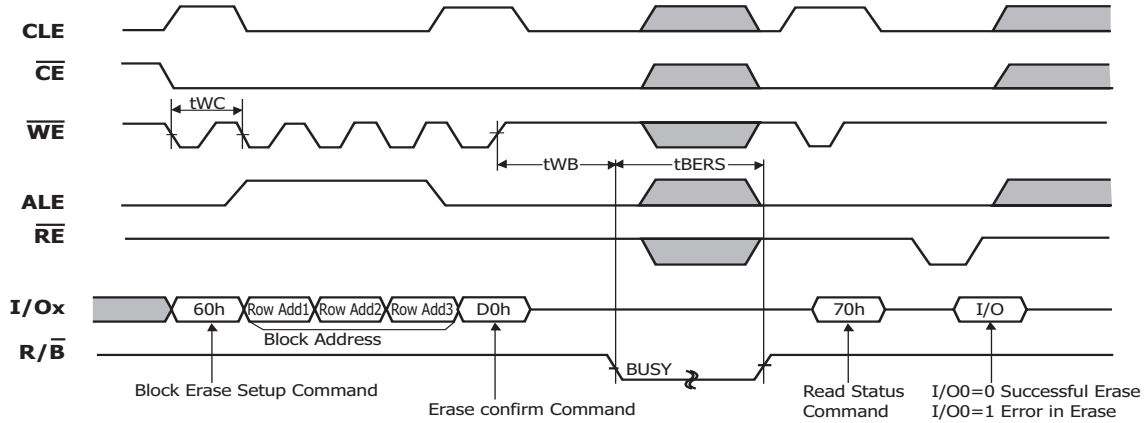 CLE
CE
tWC
WE
tWB
tBERS
ALE
RE
I/Ox
60h
Row Add1
Row Add2
Row Add3
D0h
70h
I/O
Block Address
R/B
BUSY
Block Erase Setup Command
Erase confirm Command
Read Status
Command
I/O0=0 Successful Erase
I/O0=1 Error in Erase